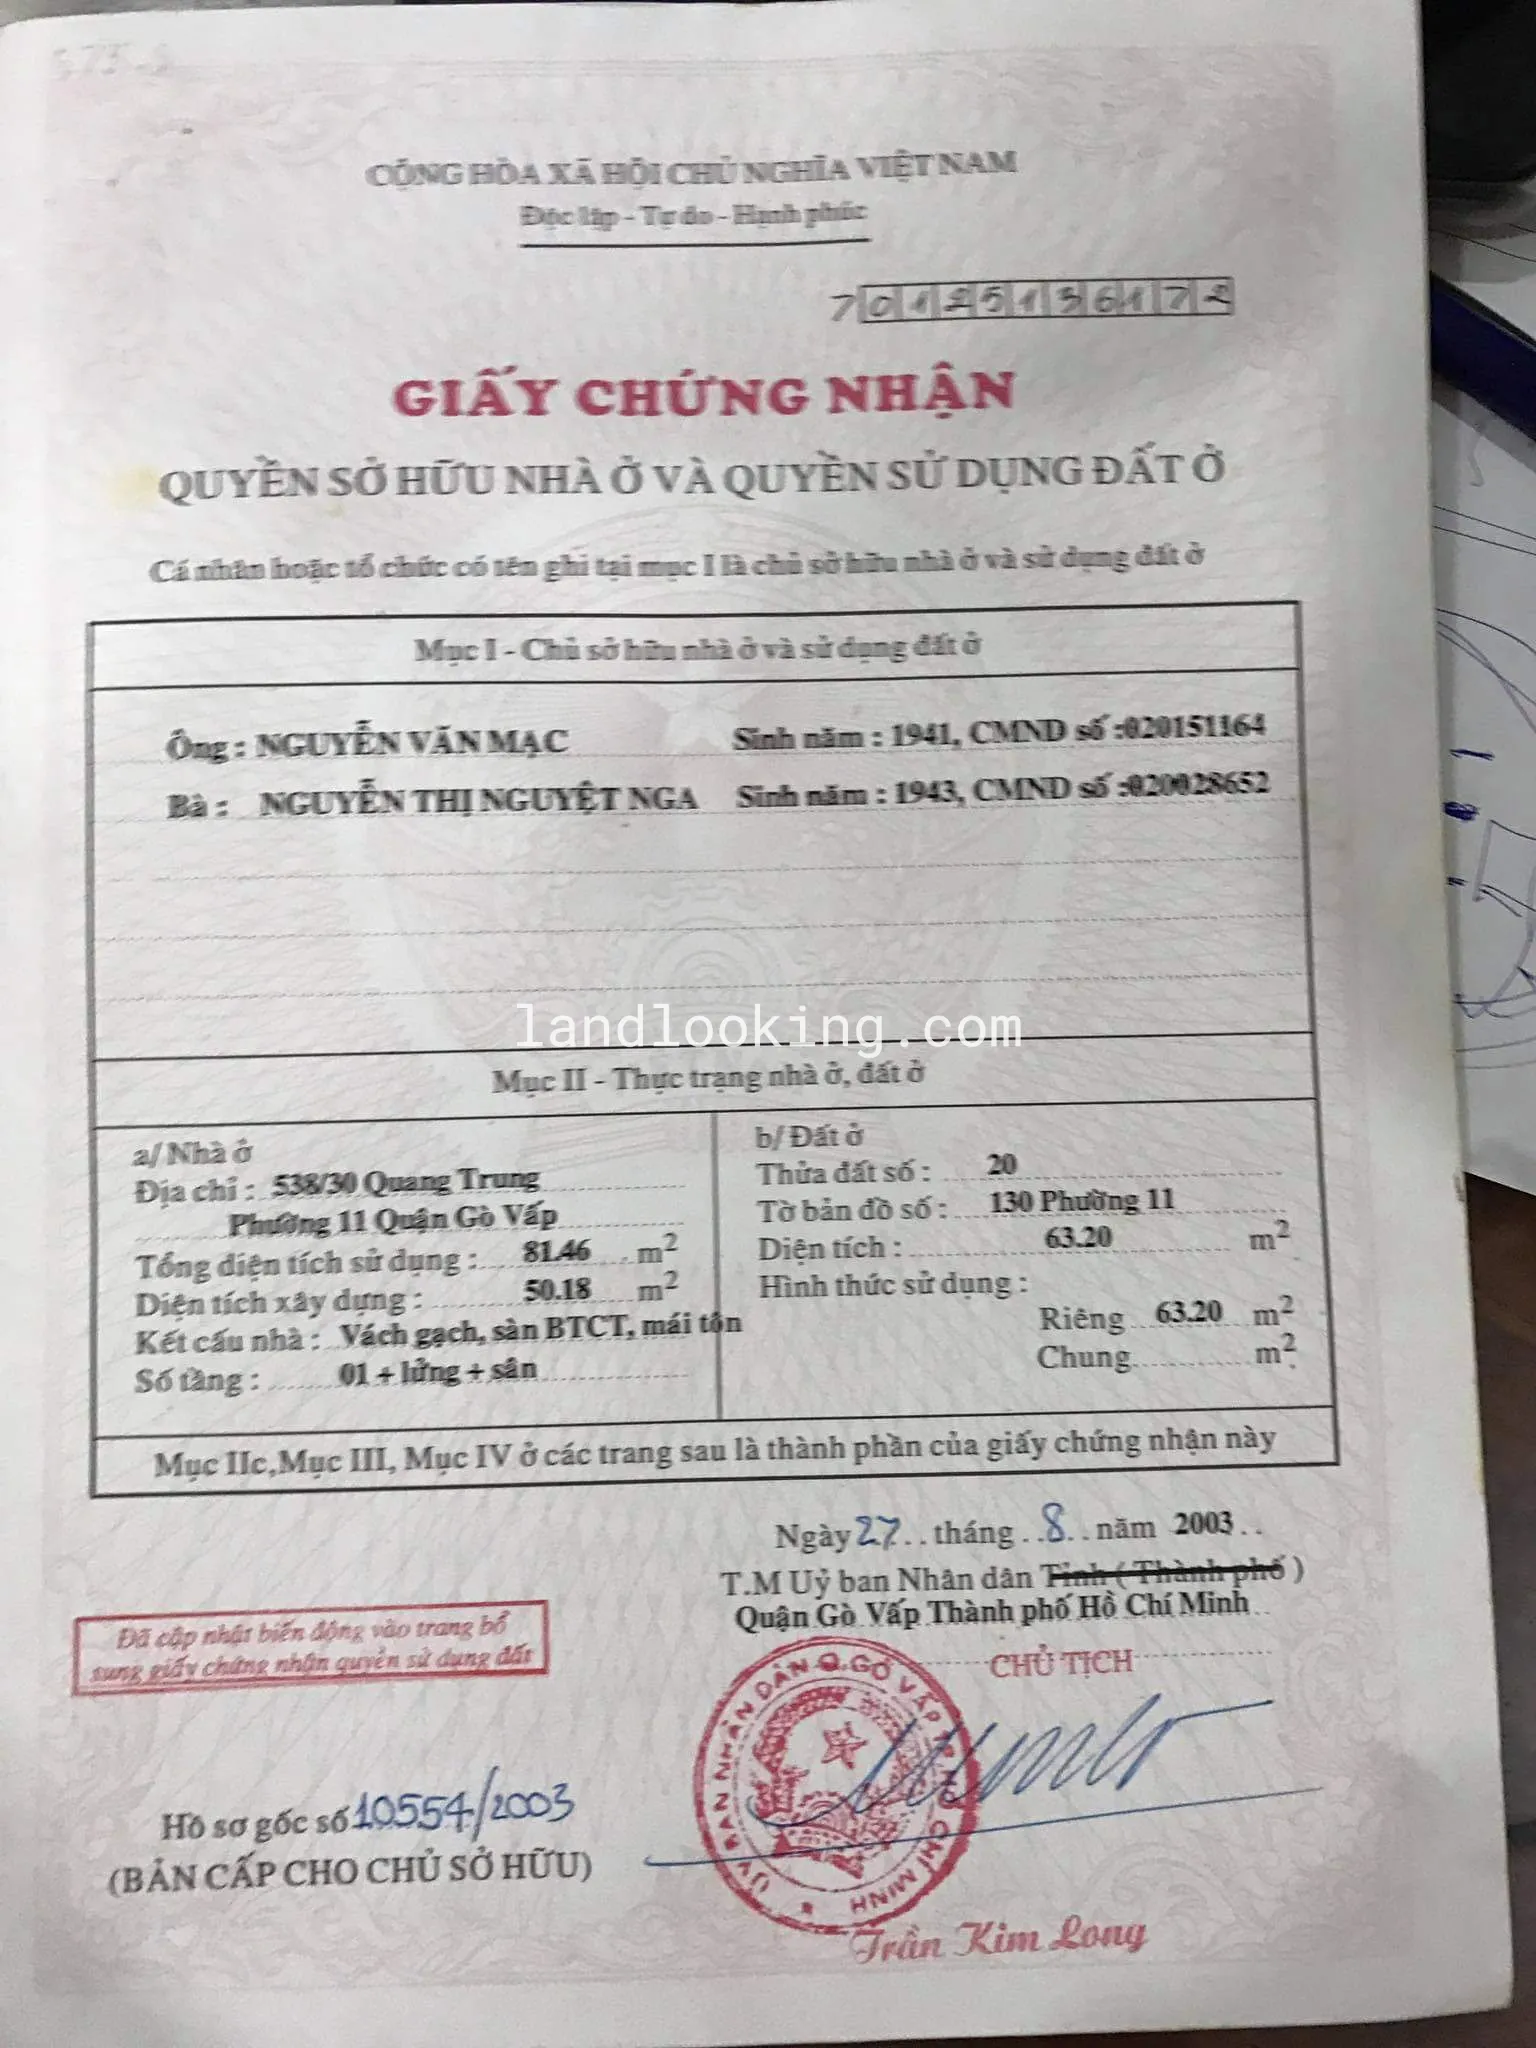 CỘNG HÒA XÃ HỘI CHỦ NGHĨA VIỆT NAM
Độc lập - Tự do - Hạnh phúc
70125136172
GIẤY CHỨNG NHẬN
QUYỀN SỞ HỮU NHÀ Ở VÀ QUYỀN SỬ DỤNG ĐẤT Ở
Cá nhân hoặc tổ chức có tên ghi tại mục I là chủ sở hữu nhà ở và sử dụng đất ở
Mục I - Chủ sở hữu nhà ở và sử dụng đất ở
Ông : NGUYỄN VĂN MẠC Sinh năm : 1941, CMND số :020151164
Bà : NGUYỄN THỊ NGUYỆT NGA Sinh năm : 1943, CMND số :020028652
landlooking.com
Mục II - Thực trạng nhà ở, đất ở
a/ Nhà ở
Địa chỉ : 538/30 Quang Trung
Phường 11 Quận Gò Vấp
Tổng diện tích sử dụng : 81.46 m²
Diện tích xây dựng : 50.18 m²
Kết cấu nhà : Vách gạch, sàn BTCT, mái tôn
Số tầng : 01 + lửng + sân
b/ Đất ở
Thửa đất số : 20
Tờ bản đồ số : 130 Phường 11
Diện tích : 63.20 m²
Hình thức sử dụng :
Riêng 63.20 m²
Chung m²
Mục IIc,Mục III, Mục IV ở các trang sau là thành phần của giấy chứng nhận này
Ngày 27 tháng 8 năm 2003
T.M Uỷ ban Nhân dân Tỉnh ( Thành phố )
Quận Gò Vấp Thành phố Hồ Chí Minh
CHỦ TỊCH
Đã cập nhật biến động vào trang bổ
sung giấy chứng nhận quyền sử dụng đất
ỦY BAN NHÂN DÂN Q.GÒ VẤP TP HỒ CHÍ MINH
Hồ sơ gốc số 10554/2003
(BẢN CẤP CHO CHỦ SỞ HỮU)
Trần Kim Long